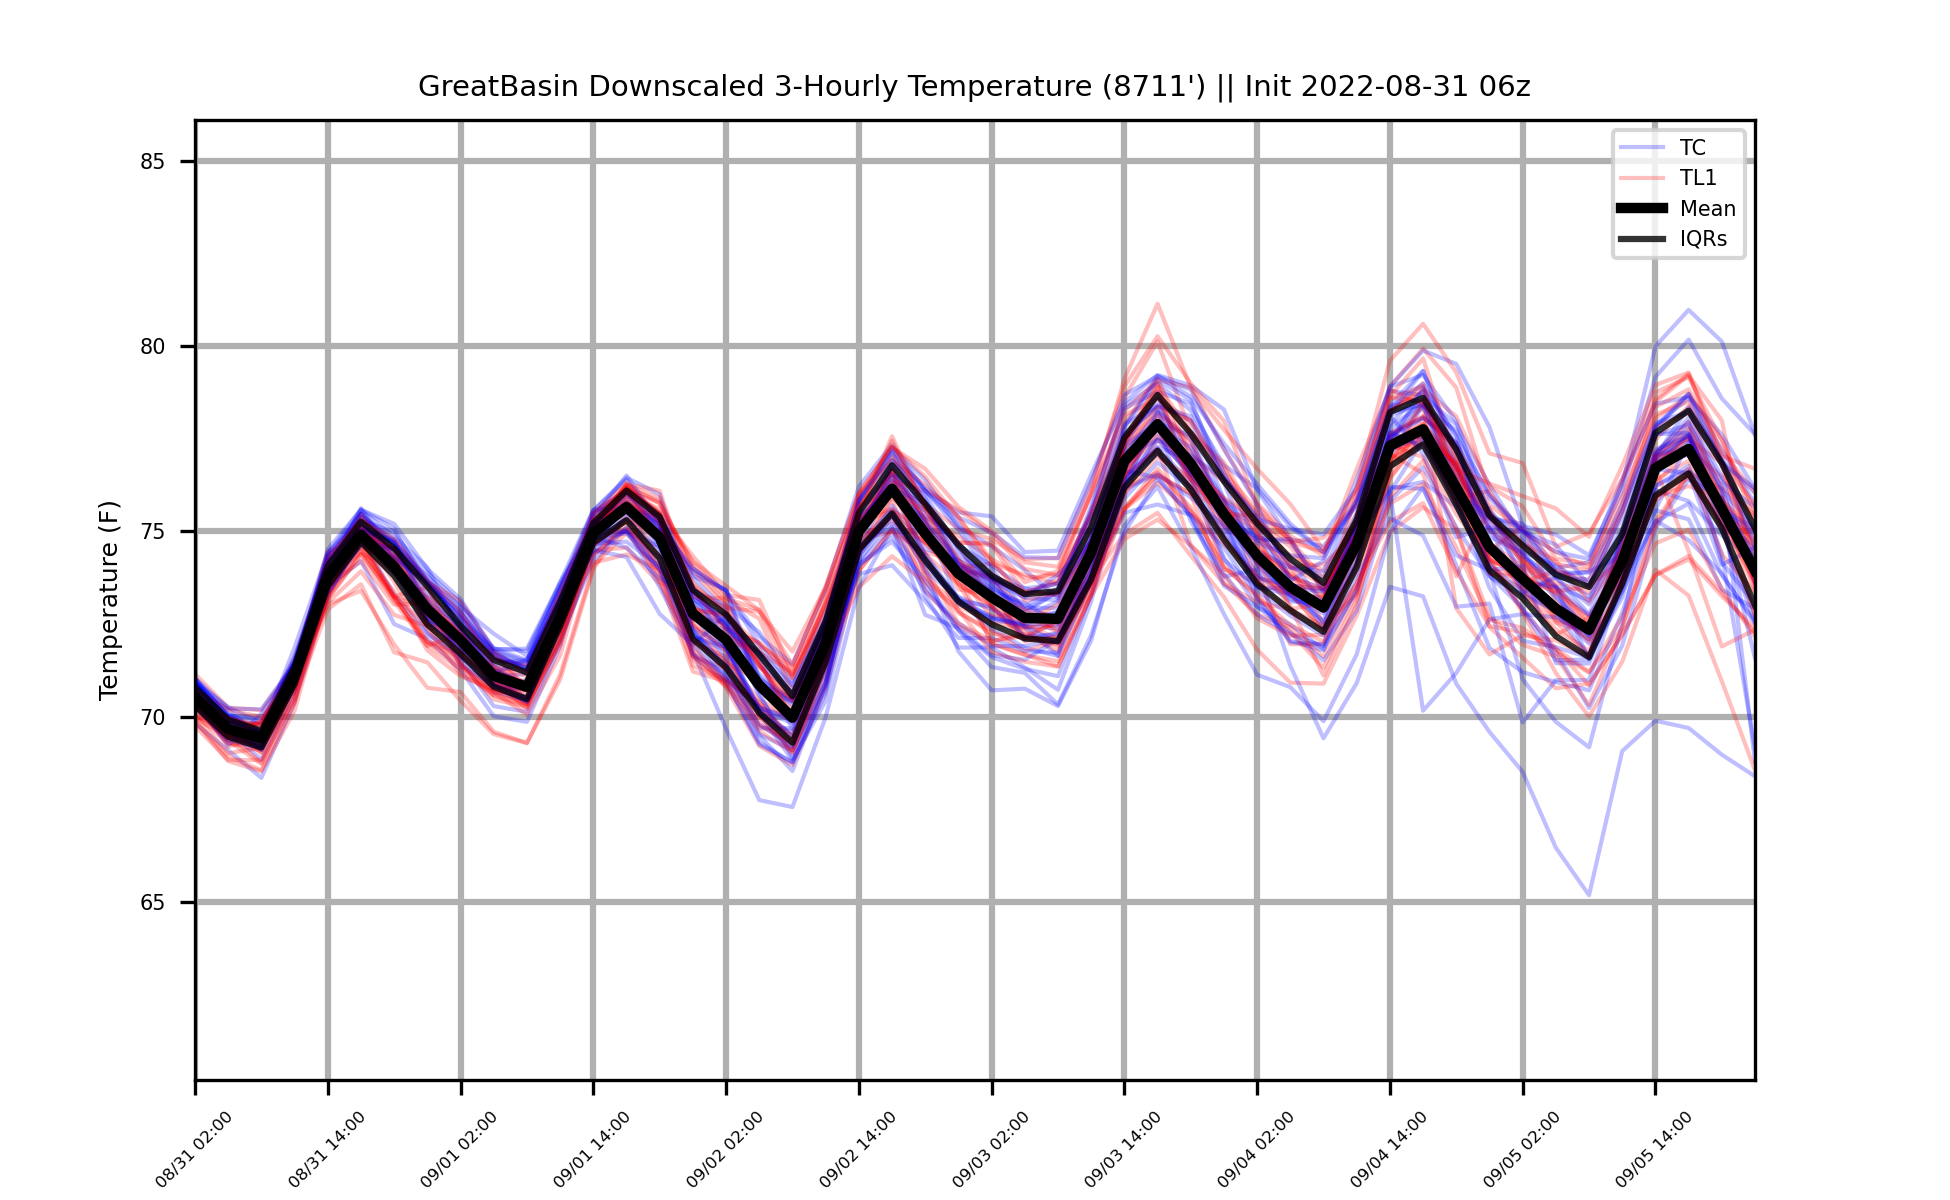 GreatBasin Downscaled 3-Hourly Temperature (8711') || Init 2022-08-31 06z
TC
TL1
Mean
IQRs
Temperature (F)
85
80
75
70
65
08/31 02:00
08/31 14:00
09/01 02:00
09/01 14:00
09/02 02:00
09/02 14:00
09/03 02:00
09/03 14:00
09/04 02:00
09/04 14:00
09/05 02:00
09/05 14:00